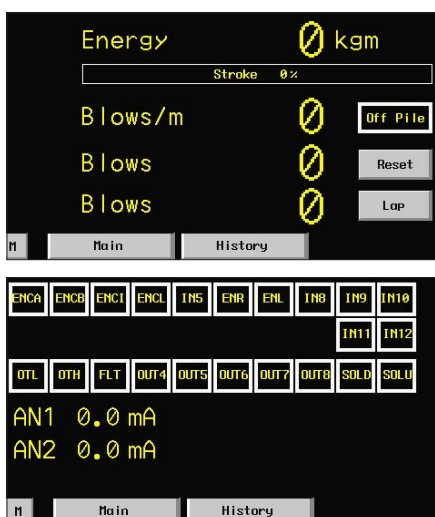 Energy 0 kgm
Stroke 0%
Blows/m 0 Off Pile
Blows 0 Reset
Blows 0 Lap
M Main History
ENCA ENCB ENCI ENCL IN5 ENR ENL IN8 IN9 IN10
IN11 IN12
OTL OTH FLT OUT4 OUT5 OUT6 OUT7 OUT8 SOLD SOLU
AN1 0.0 mA
AN2 0.0 mA
M Main History